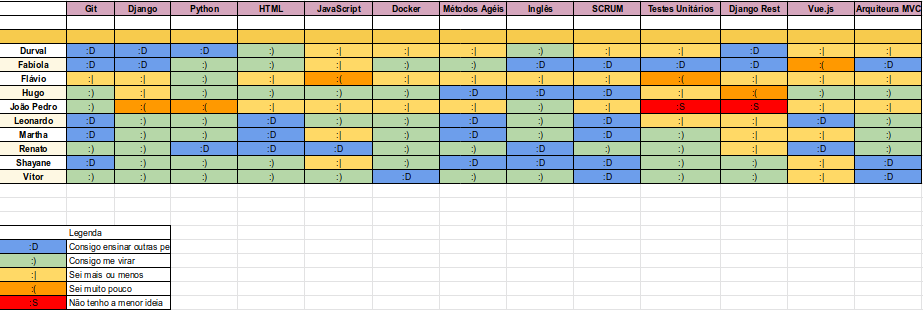 Git Django Python HTML JavaScript Docker Métodos Agéis Inglês SCRUM Testes Unitários Django Rest Vue.js Arquiteura MVC
Durval :D :D :D :) :| :| :| :) :| :| :D :| :|
Fabiola :D :D :) :) :| :) :) :D :D :D :D :( :D
Flávio :| :| :) :| :( :| :| :| :| :( :| :| :|
Hugo :) :| :) :) :) :) :D :D :D :| :( :) :)
João Pedro :) :( :( :| :| :| :| :) :| :S :S :| :|
Leonardo :D :) :) :D :) :) :D :) :D :| :| :D :)
Martha :D :) :) :D :| :) :D :) :D :) :| :| :)
Renato :) :) :D :D :D :) :) :D :) :) :| :D :)
Shayane :D :) :) :) :| :) :D :D :D :) :) :| :D
Vitor :) :) :) :) :) :D :) :) :D :) :) :| :D
Legenda
:D Consigo ensinar outras pe
:) Consigo me virar
:| Sei mais ou menos
:( Sei muito pouco
:S Não tenho a menor ideia